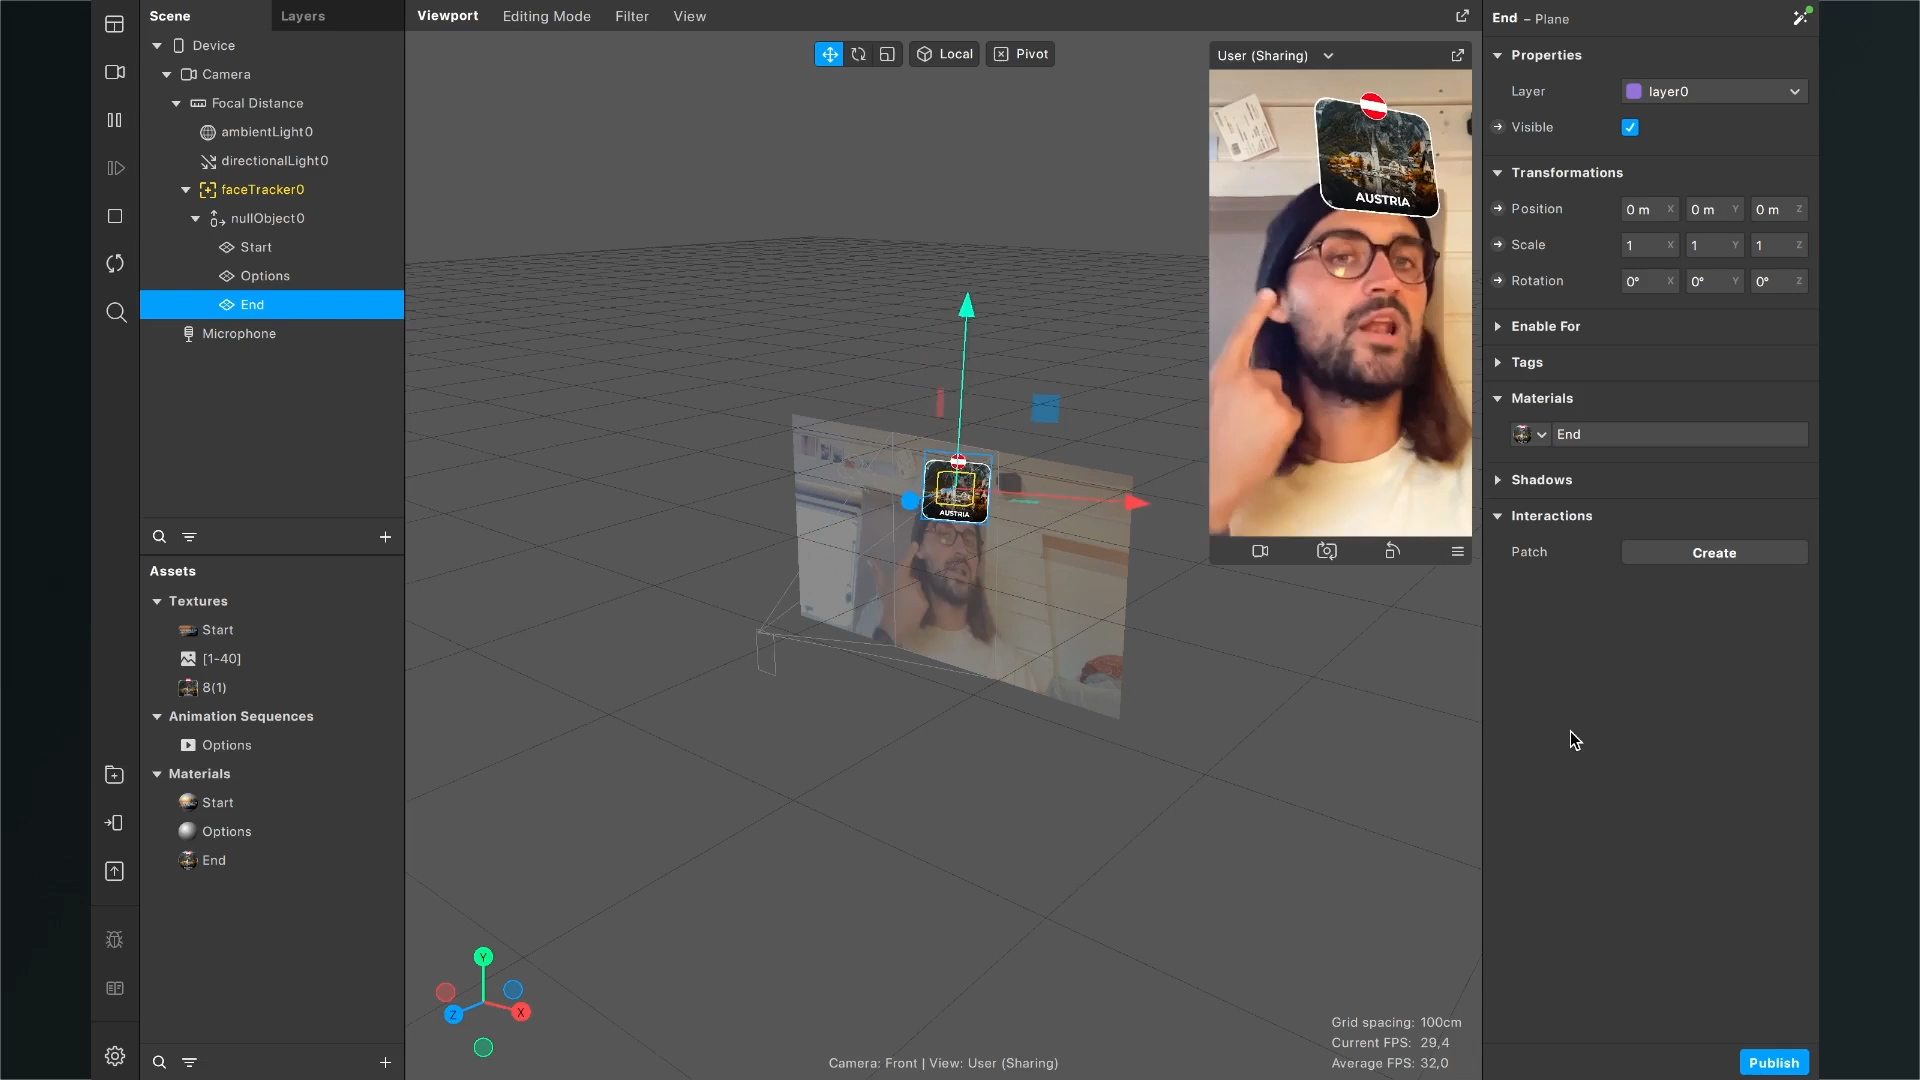 Scene
Layers
Device
Camera
Focal Distance
ambientLight0
directionalLight0
faceTracker0
nullObject0
Start
Options
End
Microphone
Assets
Textures
Start
[1-40]
8(1)
Animation Sequences
Options
Materials
Start
Options
End
Viewport
Editing Mode
Filter
View
Local
Pivot
User (Sharing)
AUSTRIA
AUSTRIA
Y
X
Z
Grid spacing: 100cm
Current FPS: 29,4
Average FPS: 32,0
Camera: Front | View: User (Sharing)
End – Plane
Properties
Layer layer0
Visible
Transformations
Position 0 m X 0 m Y 0 m Z
Scale 1 X 1 Y 1 Z
Rotation 0° X 0° Y 0° Z
Enable For
Tags
Materials
End
Shadows
Interactions
Patch Create
Publish